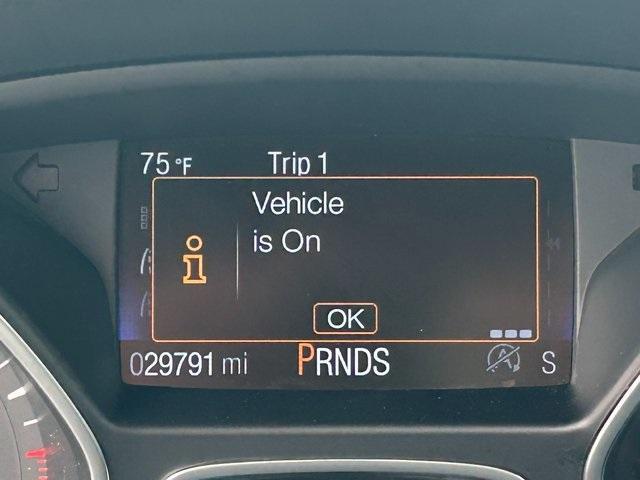 75°F Trip 1
Vehicle
is On
i
OK
029791 mi PRNDS A S